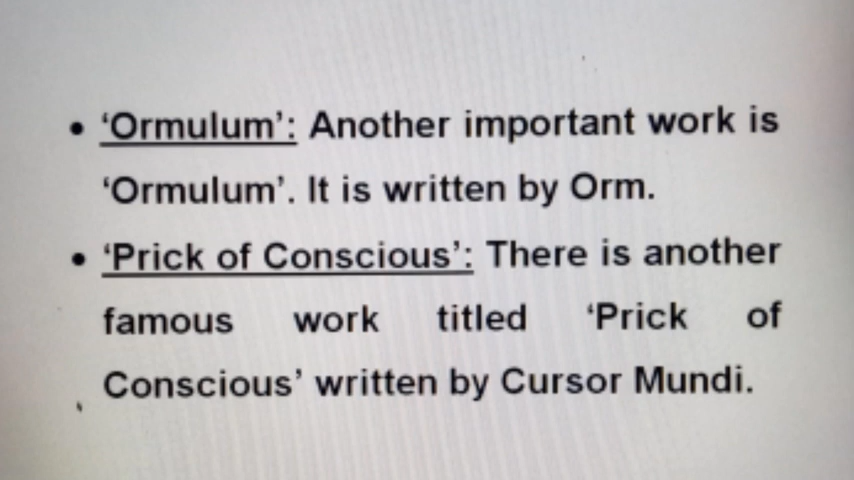 • ‘Ormulum’: Another important work is
‘Ormulum’. It is written by Orm.
• ‘Prick of Conscious’: There is another
famous work titled ‘Prick of
Conscious’ written by Cursor Mundi.